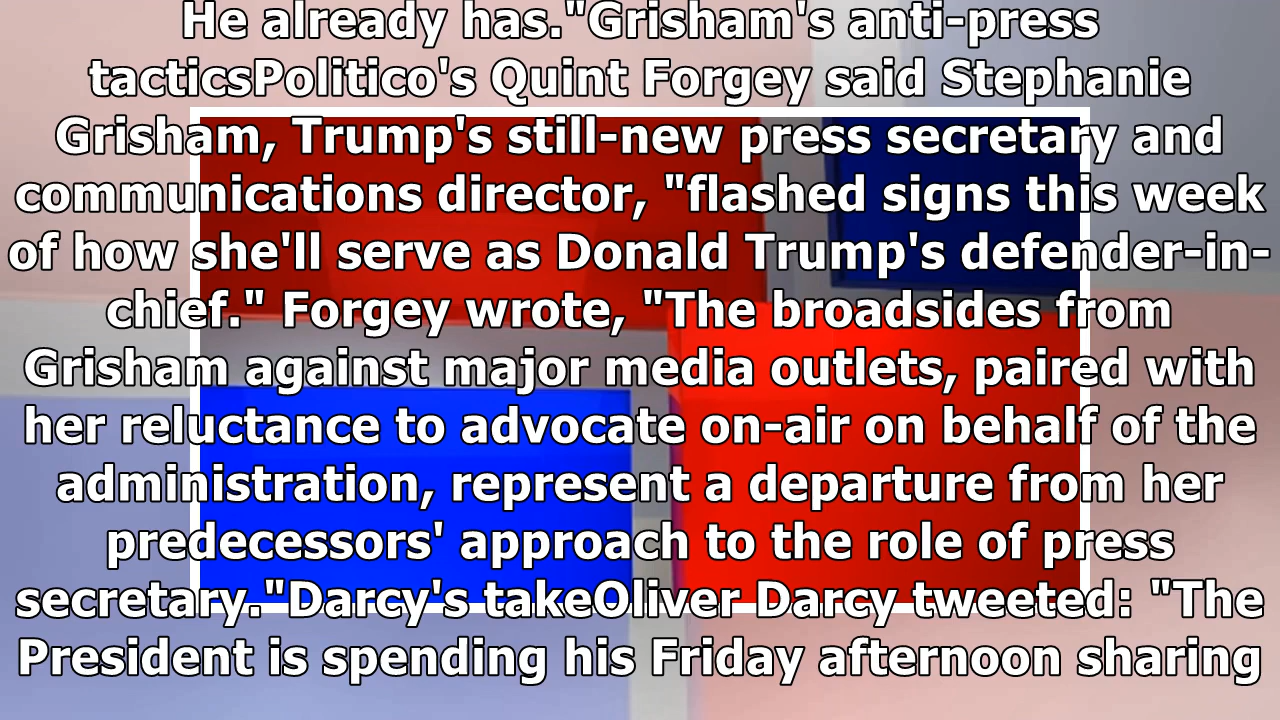 He already has."Grisham's anti-press
tacticsPolitico's Quint Forgey said Stephanie
Grisham, Trump's still-new press secretary and
communications director, "flashed signs this week
of how she'll serve as Donald Trump's defender-in-
chief." Forgey wrote, "The broadsides from
Grisham against major media outlets, paired with
her reluctance to advocate on-air on behalf of the
administration, represent a departure from her
predecessors' approach to the role of press
secretary."Darcy's takeOliver Darcy tweeted: "The
President is spending his Friday afternoon sharing